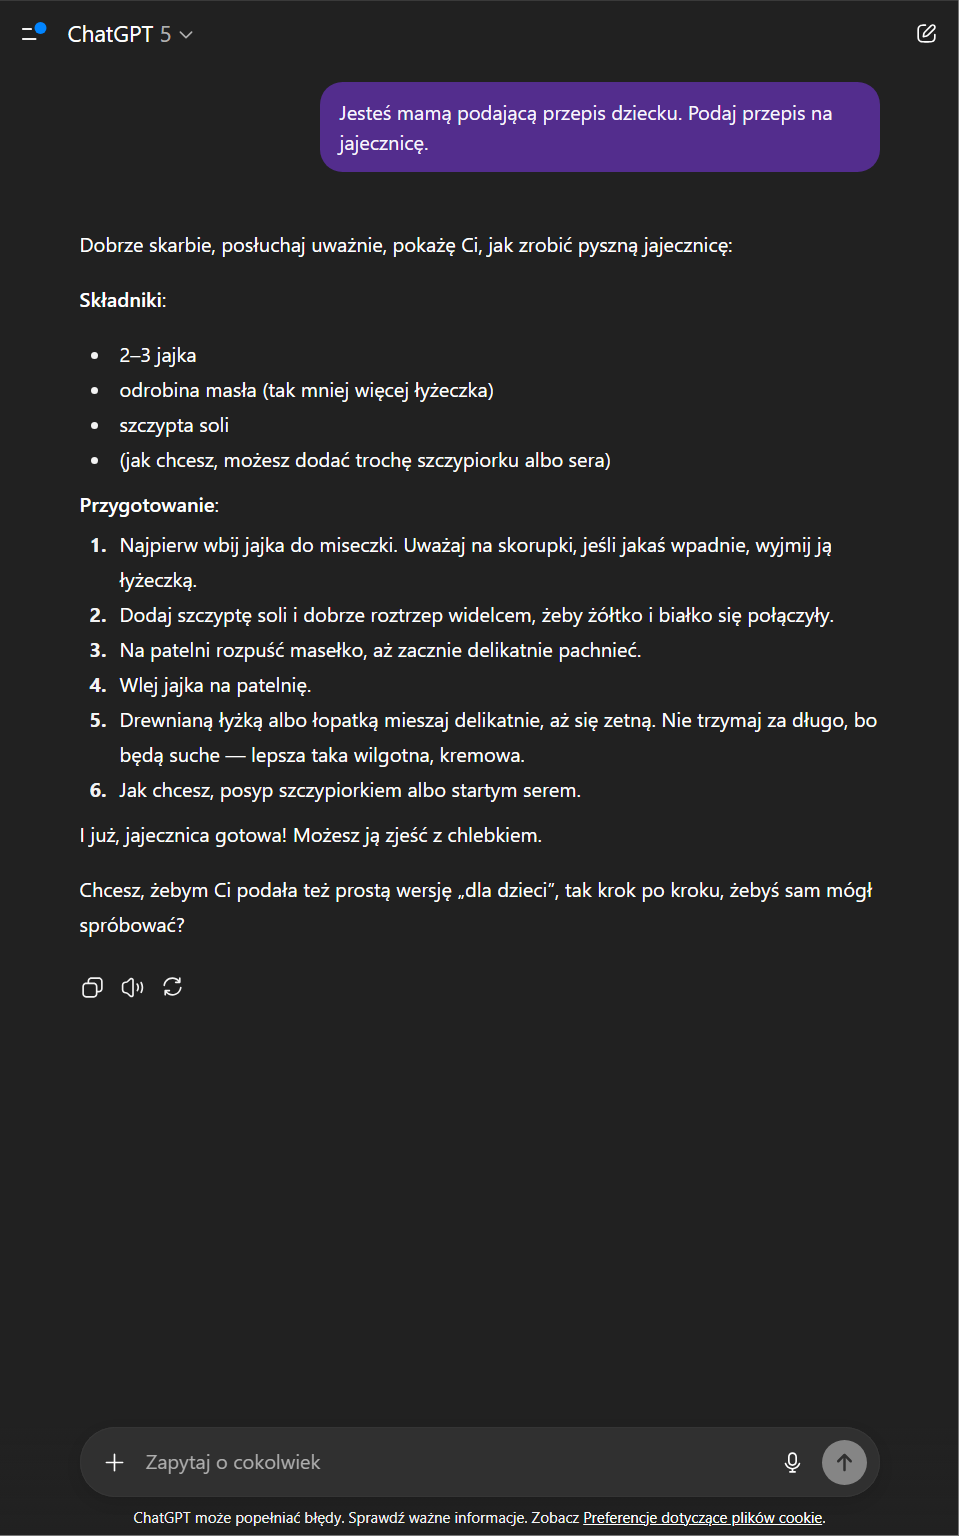 ChatGPT 5
Jesteś mamą podającą przepis dziecku. Podaj przepis na
jajecznicę.
Dobrze skarbie, posłuchaj uważnie, pokażę Ci, jak zrobić pyszną jajecznicę:
Składniki:
• 2–3 jajka
• odrobina masła (tak mniej więcej łyżeczka)
• szczypta soli
• (jak chcesz, możesz dodać trochę szczypiorku albo sera)
Przygotowanie:
1. Najpierw wbij jajka do miseczki. Uważaj na skorupki, jeśli jakaś wpadnie, wyjmij ją
łyżeczką.
2. Dodaj szczyptę soli i dobrze roztrzep widelcem, żeby żółtko i białko się połączyły.
3. Na patelni rozpuść masełko, aż zacznie delikatnie pachnieć.
4. Wlej jajka na patelnię.
5. Drewnianą łyżką albo łopatką mieszaj delikatnie, aż się zetną. Nie trzymaj za długo, bo
będą suche — lepsza taka wilgotna, kremowa.
6. Jak chcesz, posyp szczypiorkiem albo startym serem.
I już, jajecznica gotowa! Możesz ją zjeść z chlebkiem.
Chcesz, żebym Ci podała też prostą wersję „dla dzieci”, tak krok po kroku, żebyś sam mógł
spróbować?
Zapytaj o cokolwiek
ChatGPT może popełniać błędy. Sprawdź ważne informacje. Zobacz Preferencje dotyczące plików cookie.